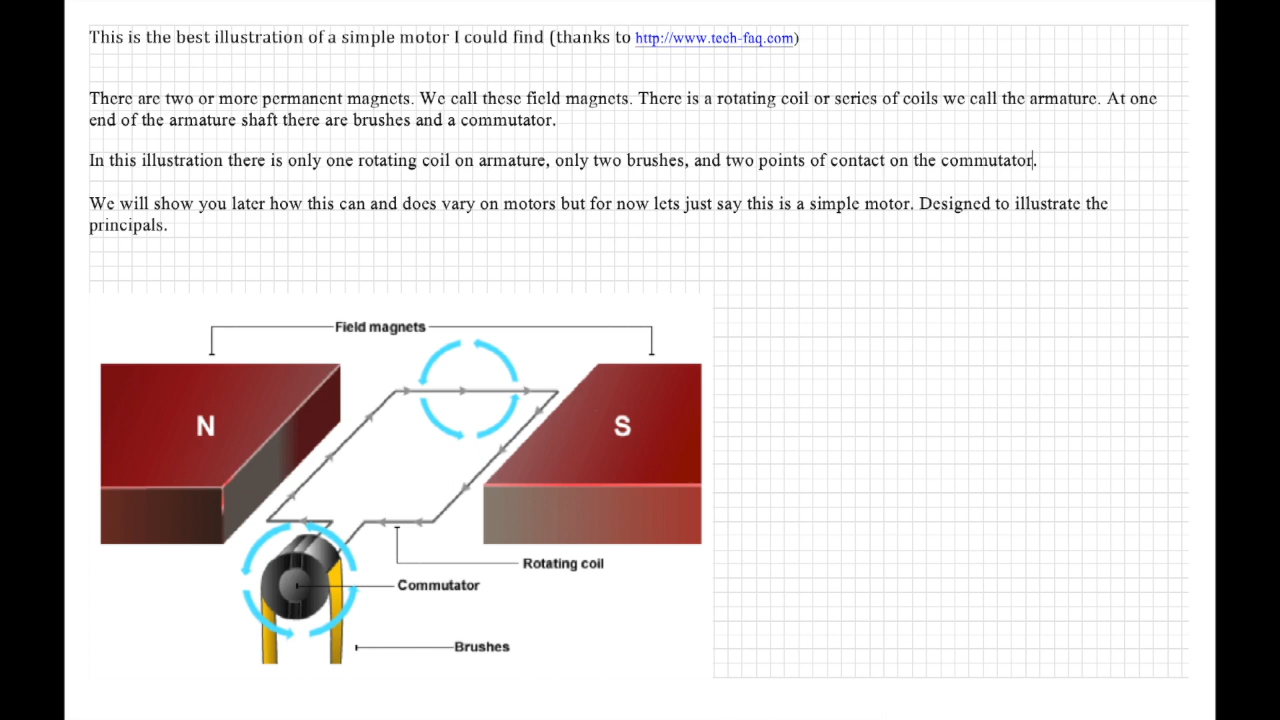 This is the best illustration of a simple motor I could find (thanks to http://www.tech-faq.com)
There are two or more permanent magnets. We call these field magnets. There is a rotating coil or series of coils we call the armature. At one
end of the armature shaft there are brushes and a commutator.
In this illustration there is only one rotating coil on armature, only two brushes, and two points of contact on the commutator.
We will show you later how this can and does vary on motors but for now lets just say this is a simple motor. Designed to illustrate the
principals.
Field magnets
N
S
Rotating coil
Commutator
Brushes